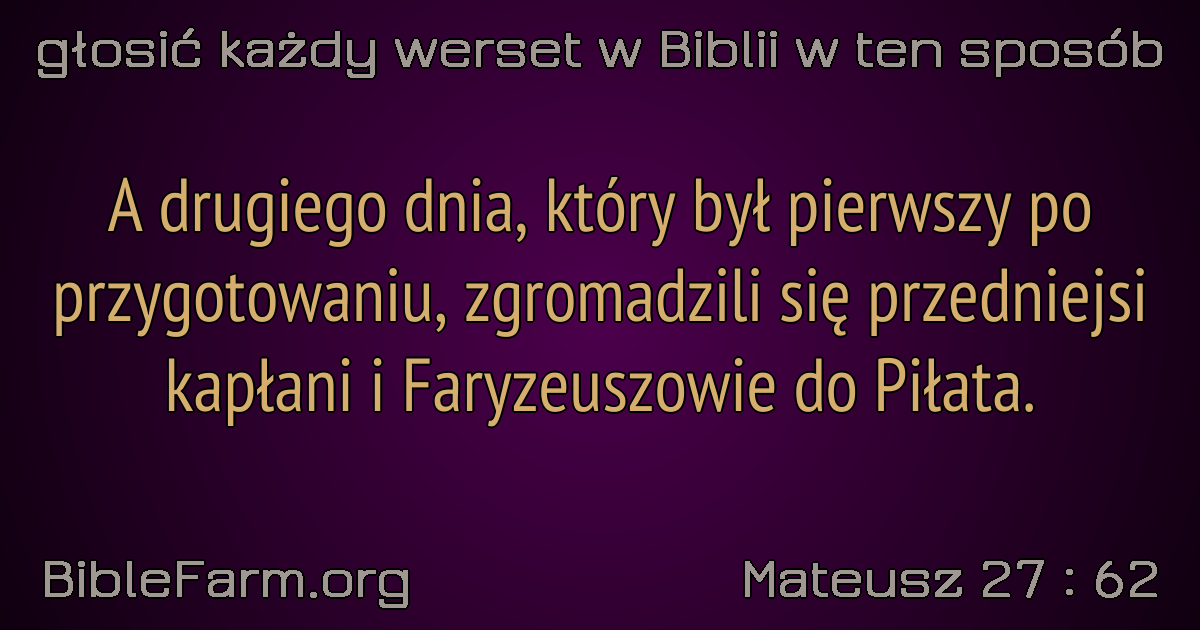 głosić każdy werset w Biblii w ten sposób
A drugiego dnia, który był pierwszy po
przygotowaniu, zgromadzili się przedniejsi
kapłani i Faryzeuszowie do Piłata.
BibleFarm.org
Mateusz 27 : 62